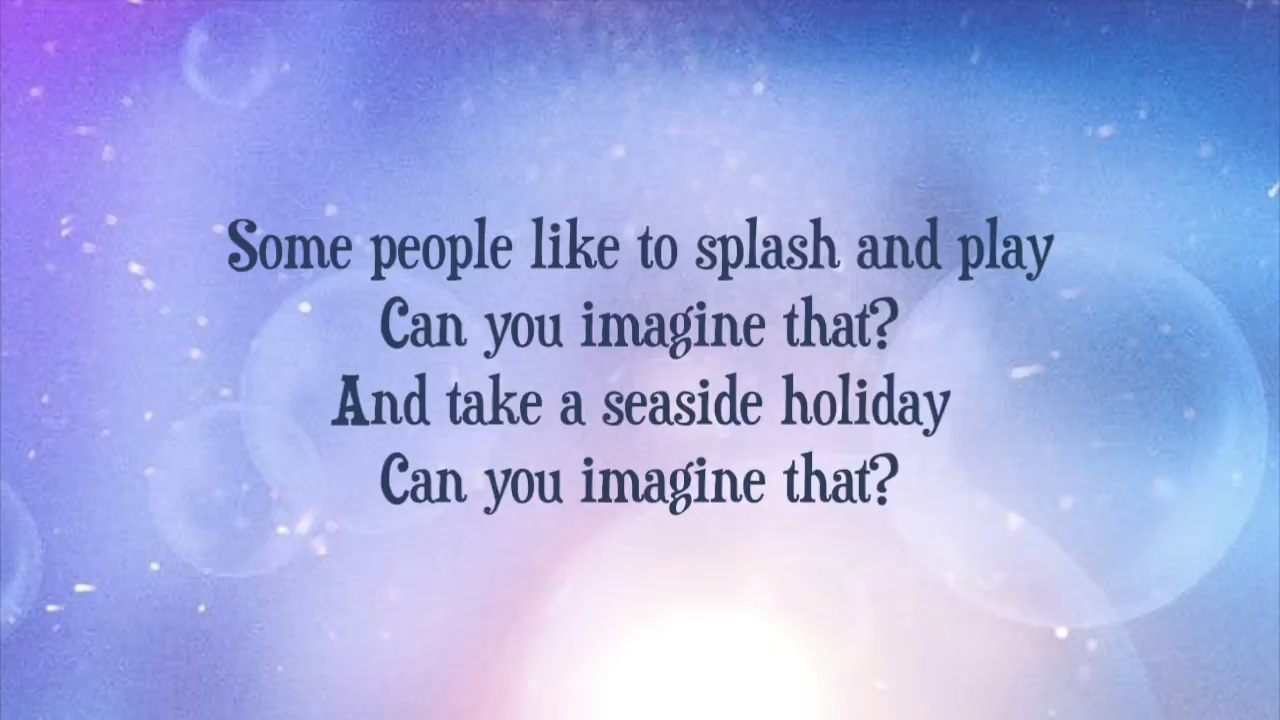 Some people like to splash and play
Can you imagine that?
And take a seaside holiday
Can you imagine that?